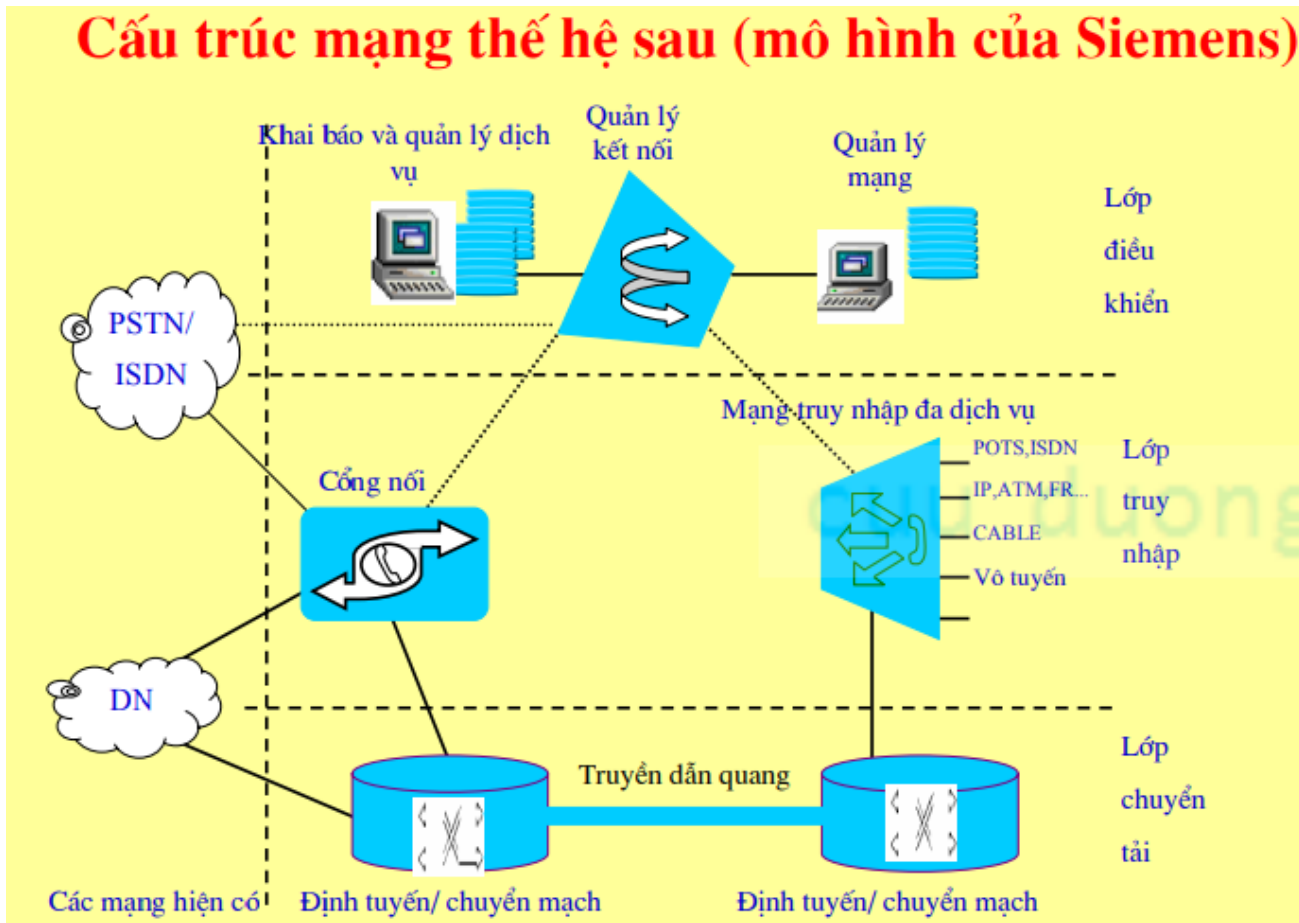 Cấu trúc mạng thế hệ sau (mô hình của Siemens)
Khai báo và quản lý dịch
vụ
Quản lý
kết nối
Quản lý
mạng
Lớp
điều
khiển
PSTN/
ISDN
Mạng truy nhập đa dịch vụ
Cổng nối
POTS,ISDN
IP,ATM,FR...
CABLE
Vô tuyến
Lớp
truy
nhập
cuu duong
DN
Truyền dẫn quang
Lớp
chuyển
tải
Các mạng hiện có
Định tuyến/ chuyển mạch
Định tuyến/ chuyển mạch